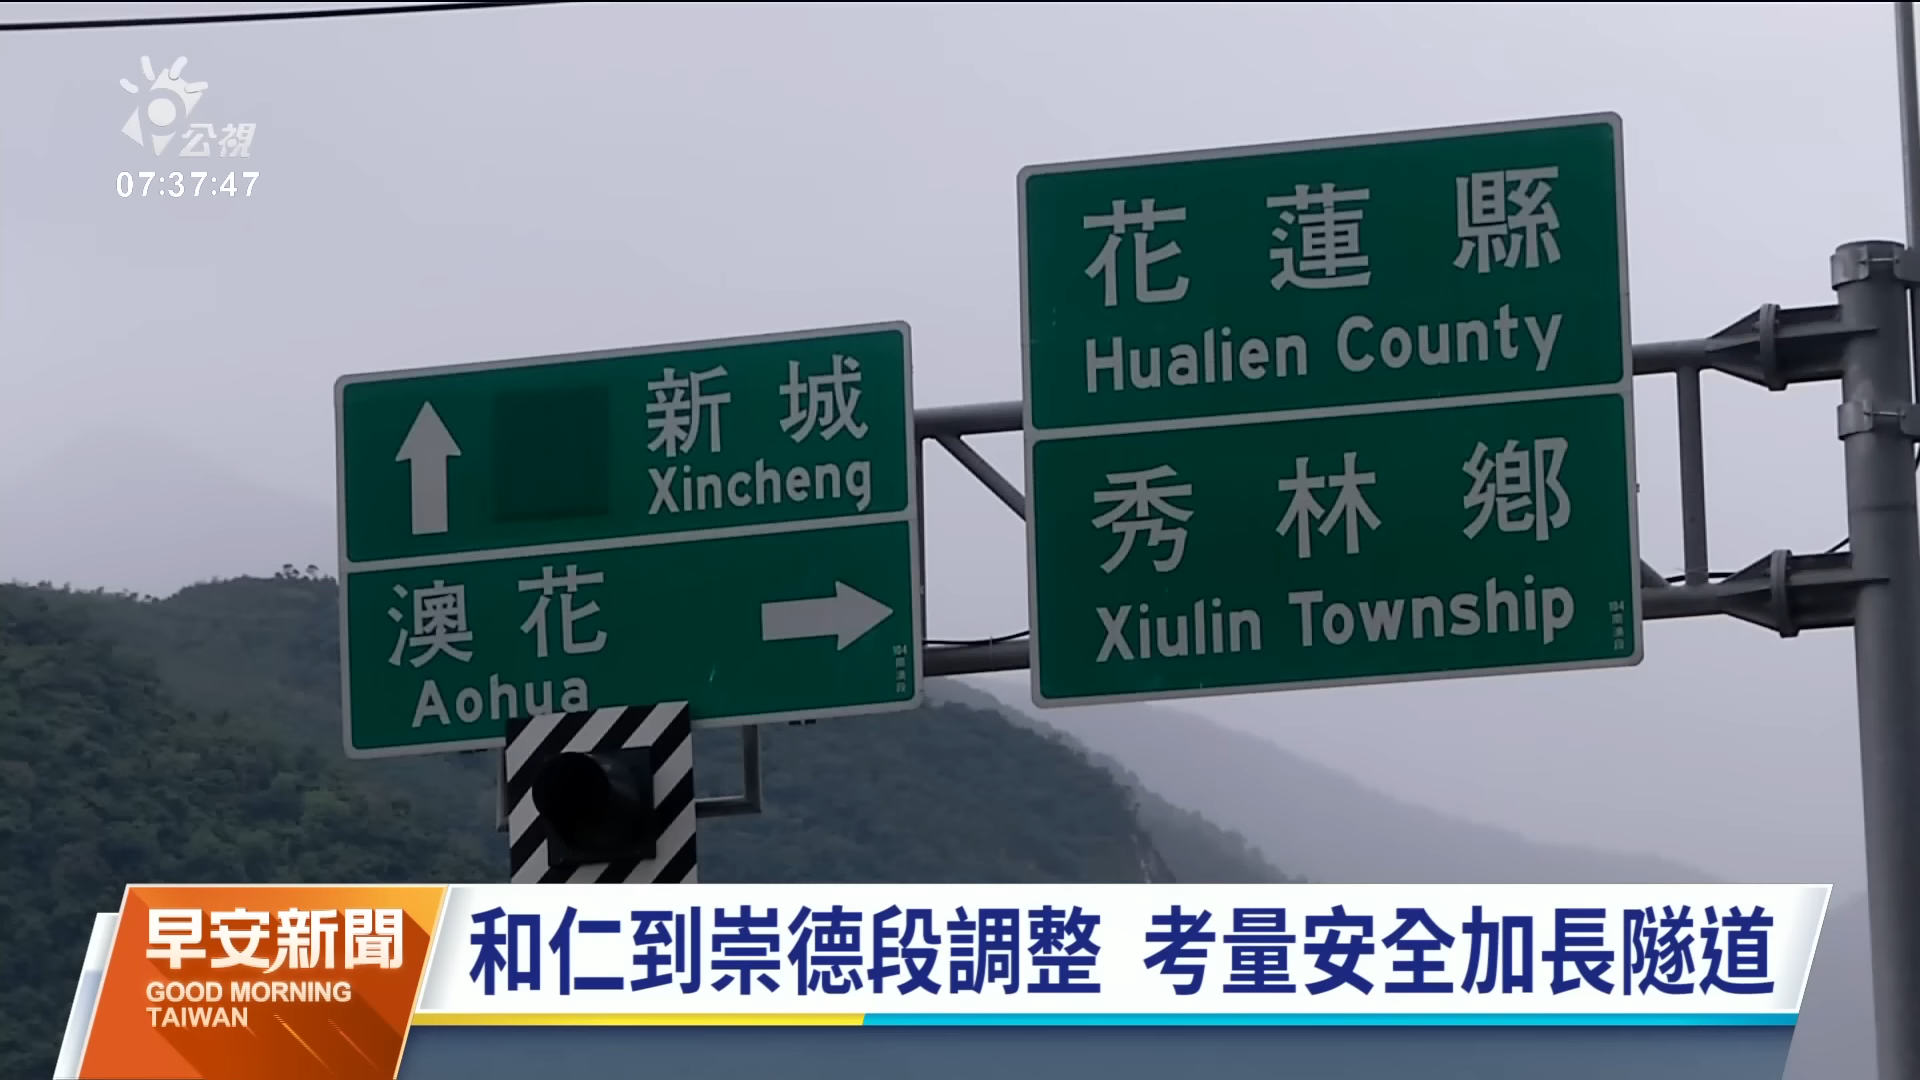 公視
07:37:47
花蓮縣
Hualien County
秀林鄉
Xiulin Township
新城
Xincheng
澳花
Aohua
104
104
早安新聞
GOOD MORNING
TAIWAN
和仁到崇德段調整 考量安全加長隧道